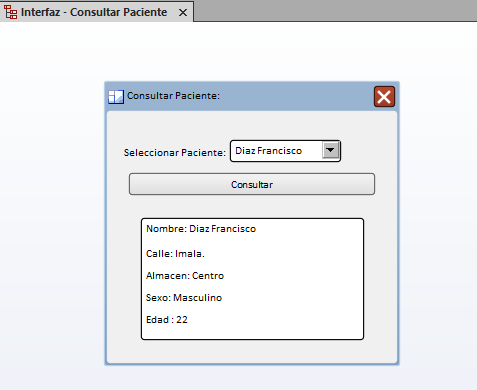 Interfaz - Consultar Paciente
Consultar Paciente:
Seleccionar Paciente: Diaz Francisco
Consultar
Nombre: Diaz Francisco
Calle: Imala.
Almacen: Centro
Sexo: Masculino
Edad : 22